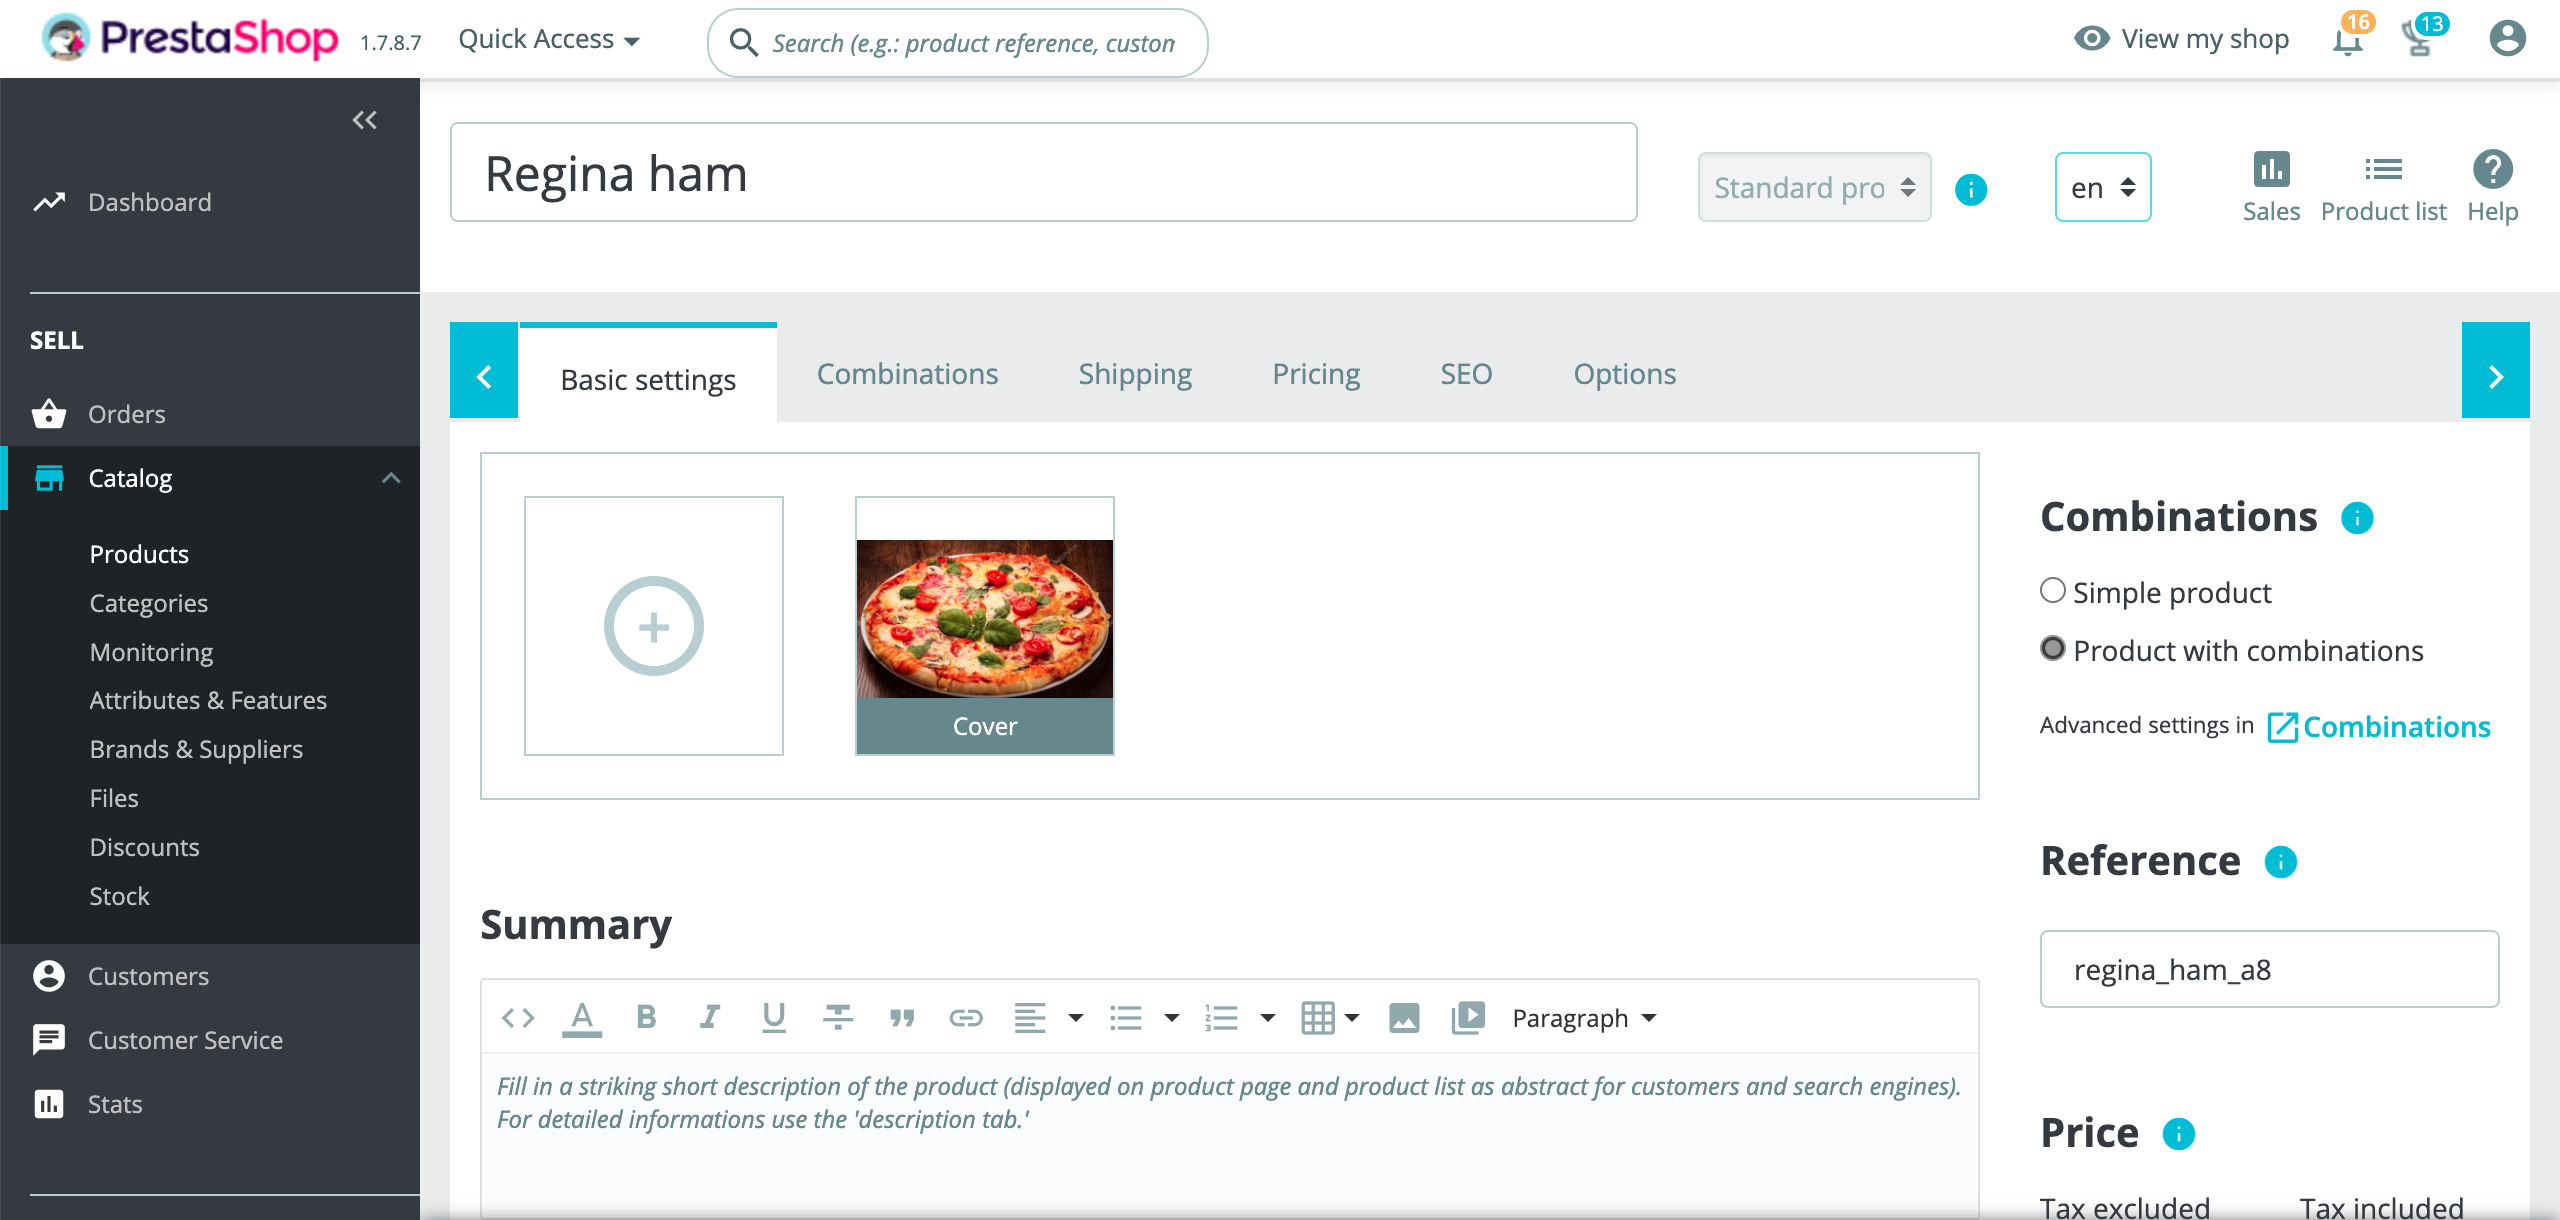 PrestaShop 1.7.8.7 Quick Access Search (e.g.: product reference, custon View my shop 16 13
Regina ham Standard pro en Sales Product list Help
Dashboard
SELL
Orders
Catalog
Products
Categories
Monitoring
Attributes & Features
Brands & Suppliers
Files
Discounts
Stock
Customers
Customer Service
Stats
Basic settings Combinations Shipping Pricing SEO Options
Cover
Summary
Paragraph
Fill in a striking short description of the product (displayed on product page and product list as abstract for customers and search engines).
For detailed informations use the 'description tab.'
Combinations
Simple product
Product with combinations
Advanced settings in Combinations
Reference
regina_ham_a8
Price
Tax excluded Tax included